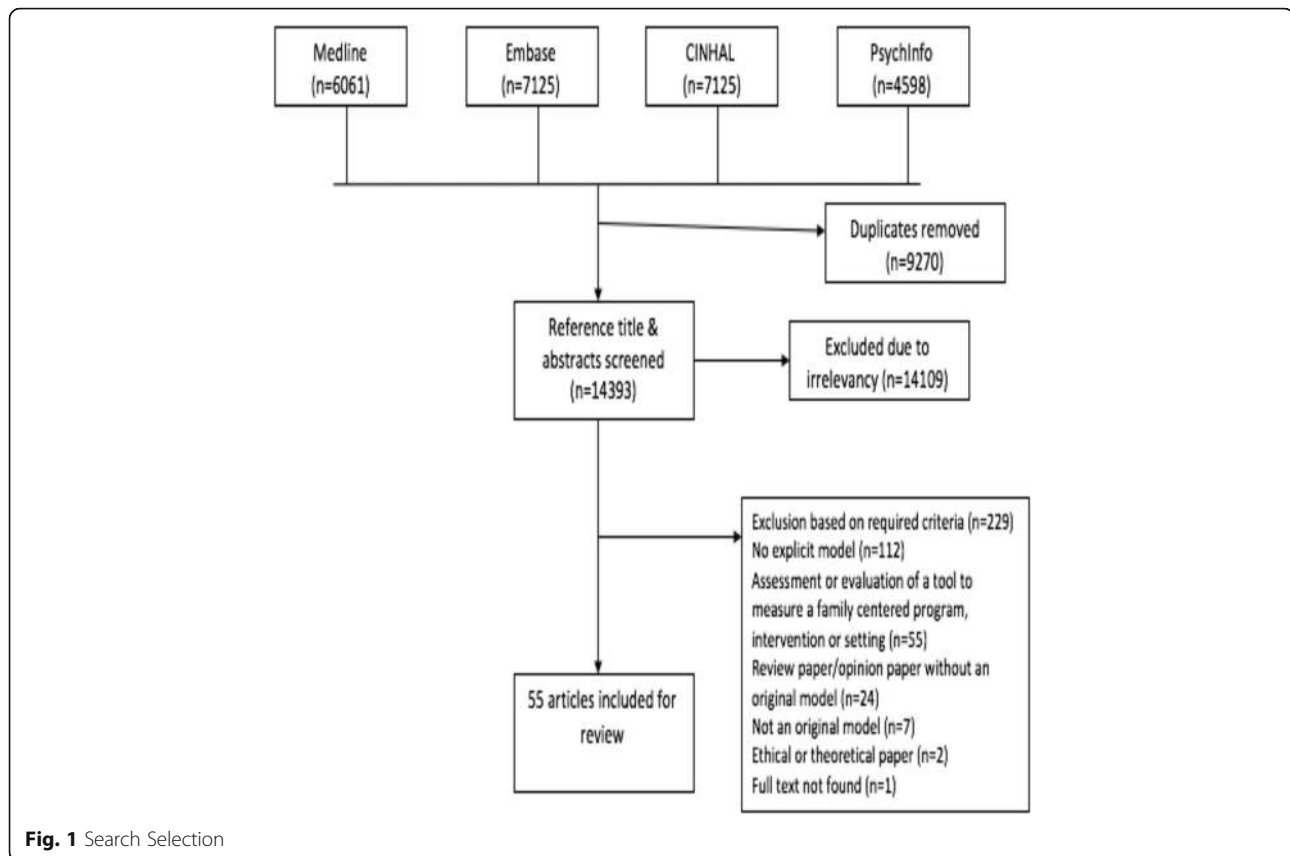 Medline
(n=6061)
Embase
(n=7125)
CINHAL
(n=7125)
PsychInfo
(n=4598)
Duplicates removed
(n=9270)
Reference title &
abstracts screened
(n=14393)
Excluded due to
irrelevancy (n=14109)
Exclusion based on required criteria (n=229)
No explicit model (n=112)
Assessment or evaluation of a tool to
measure a family centered program,
intervention or setting (n=55)
Review paper/opinion paper without an
original model (n=24)
Not an original model (n=7)
Ethical or theoretical paper (n=2)
Full text not found (n=1)
55 articles included for
review
Fig. 1 Search Selection